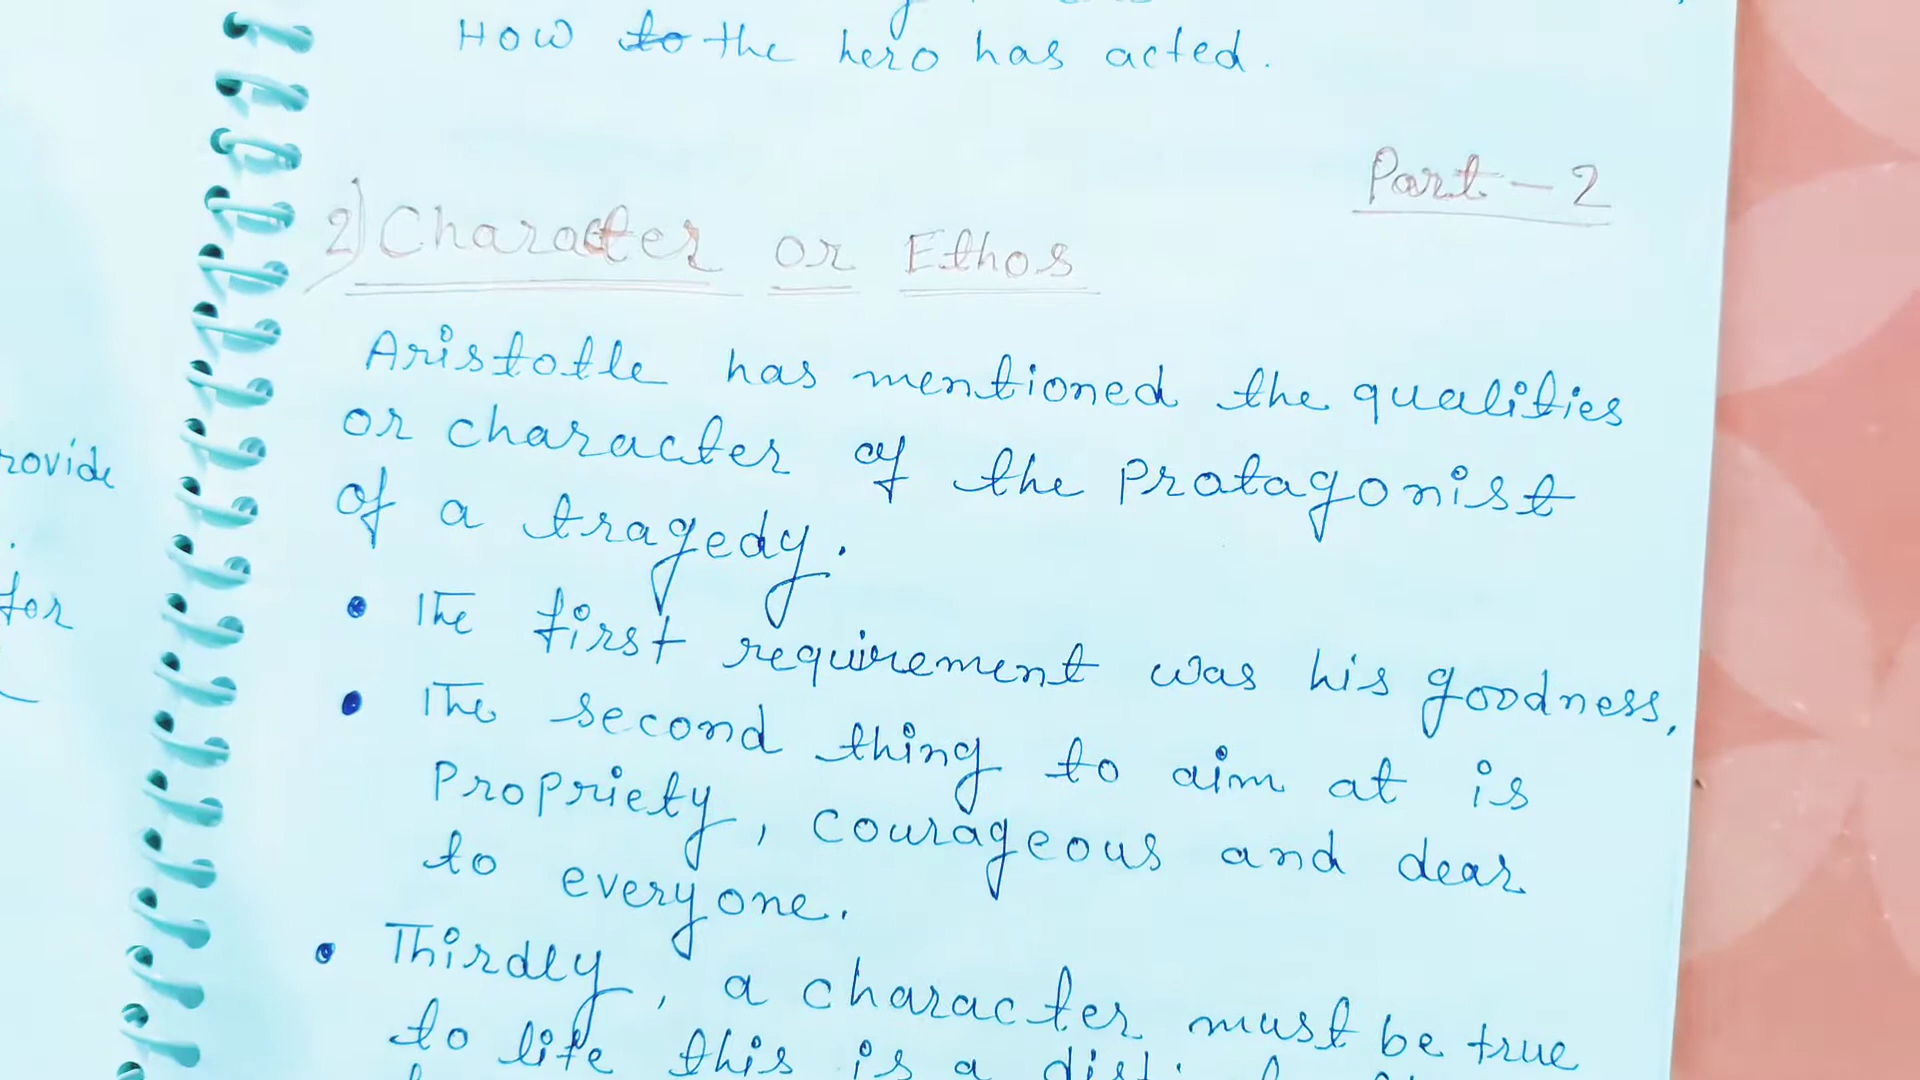 How to the hero has acted.
Part-2
2) Character or Ethos
Aristotle has mentioned the qualities
or character of the Protagonist
of a tragedy.
• The first requirement was his goodness,
• The second thing to aim at is
Propriety, courageous and dear
to everyone.
• Thirdly, a character must be true
to life this is a
rovide
for